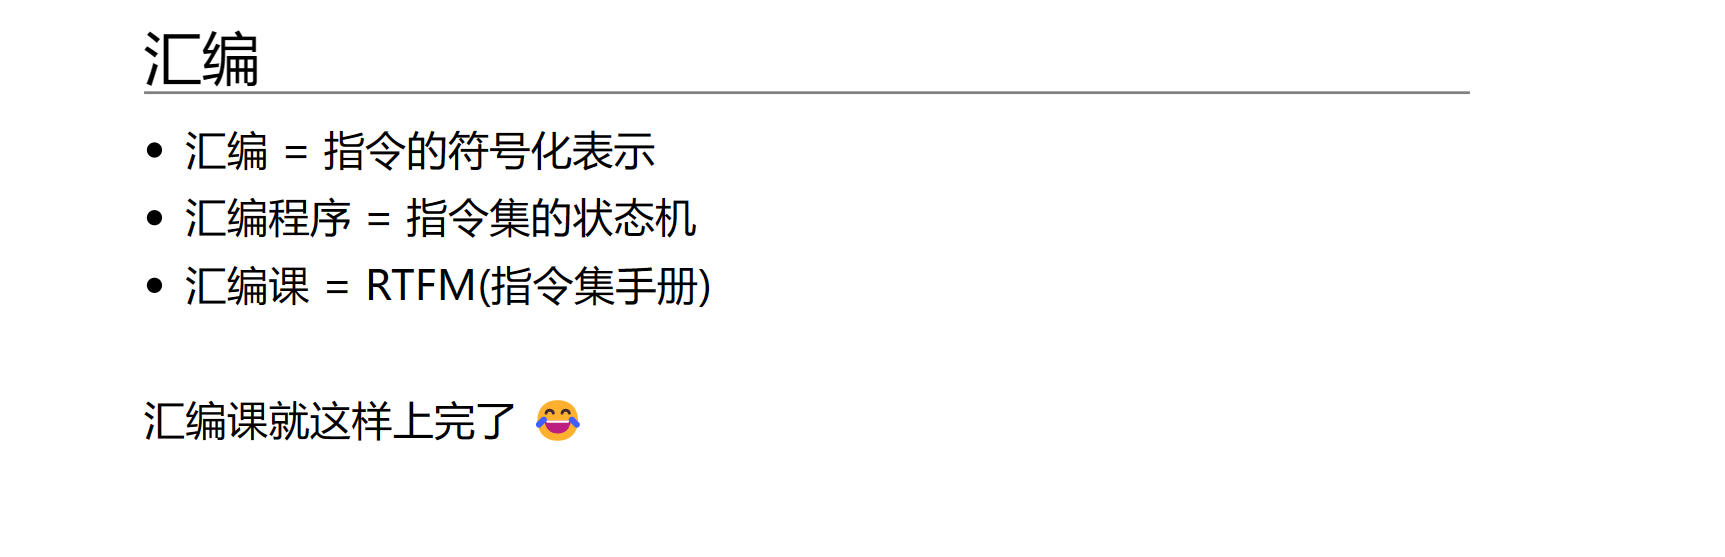 汇编
• 汇编 = 指令的符号化表示
• 汇编程序 = 指令集的状态机
• 汇编课 = RTFM(指令集手册)
汇编课就这样上完了 😂